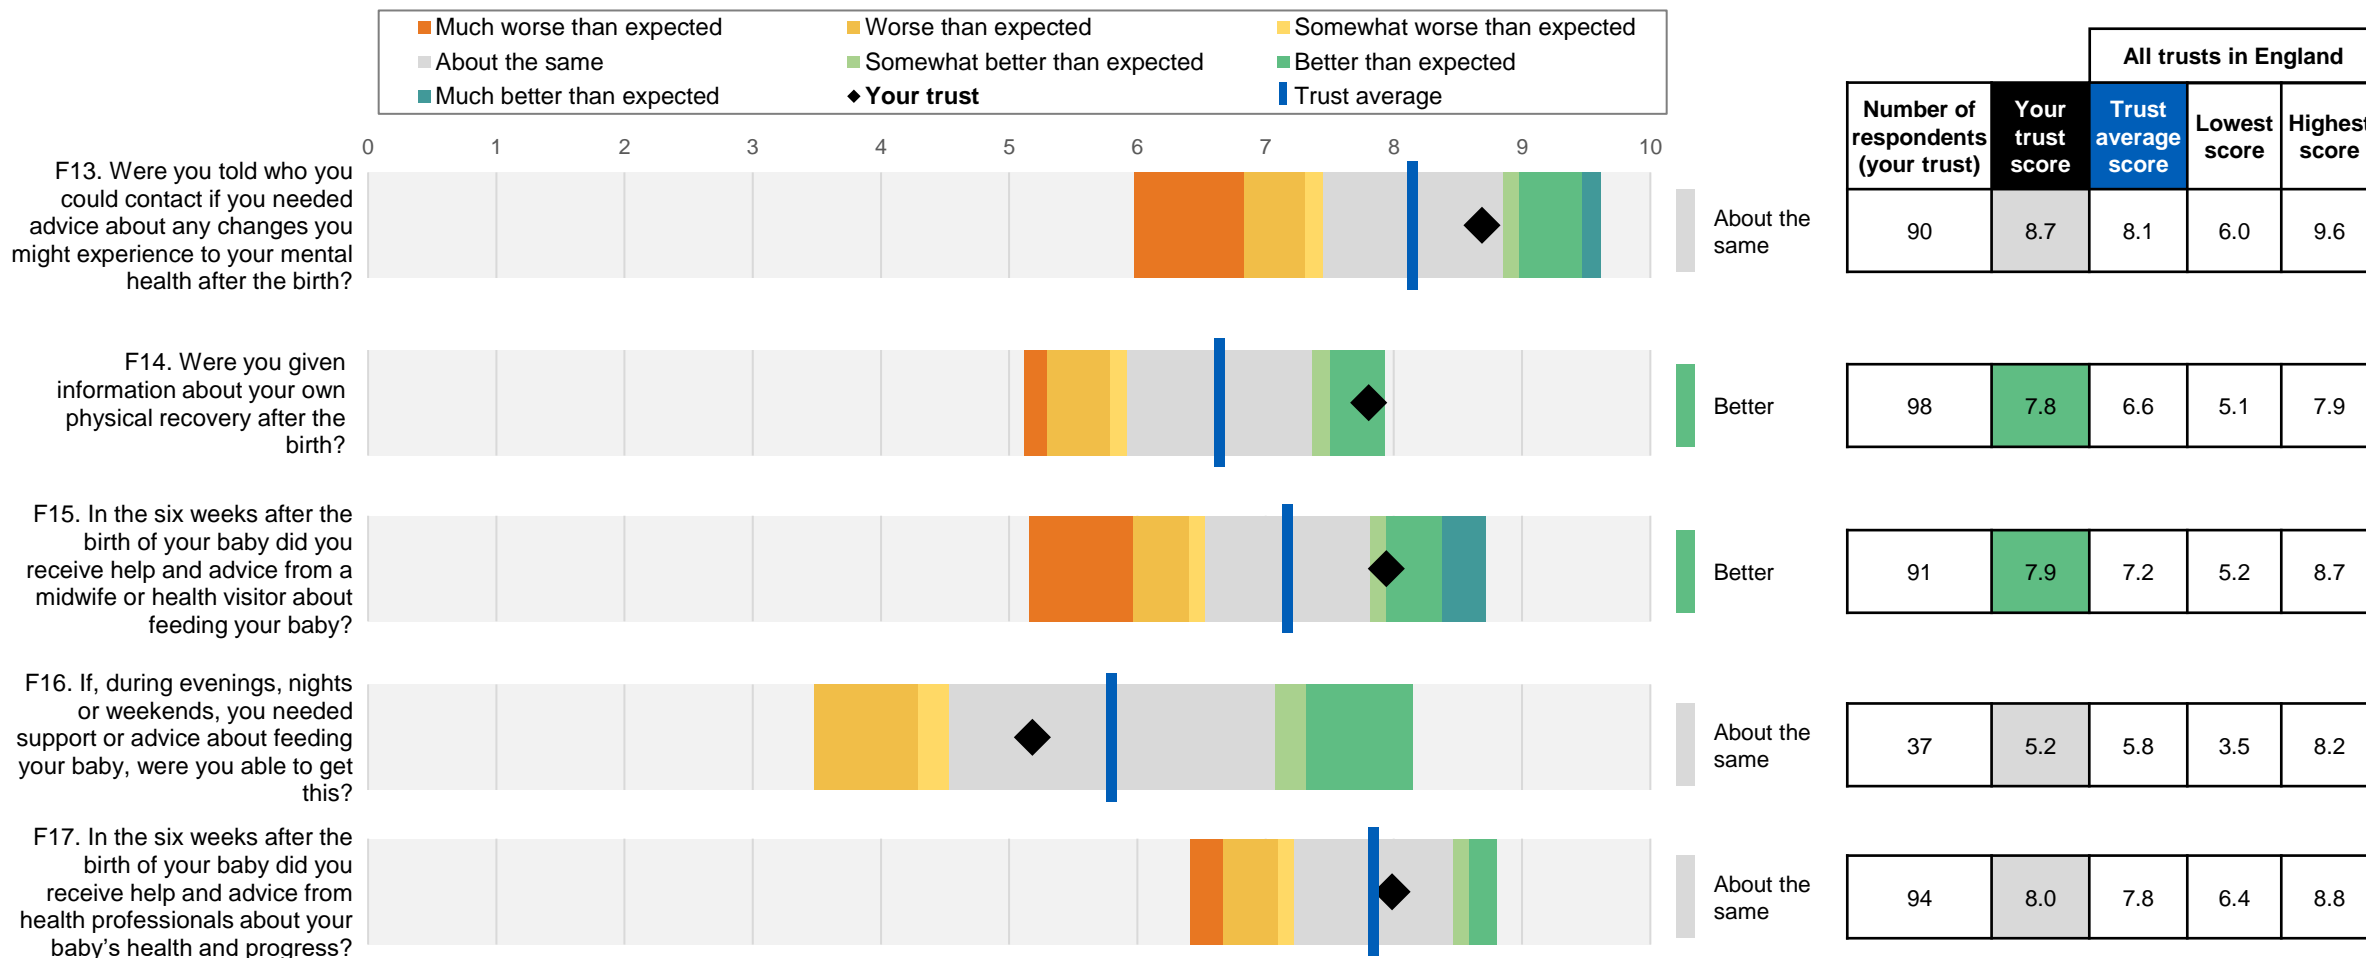 Much worse than expected
Worse than expected
Somewhat worse than expected
About the same
Somewhat better than expected
Better than expected
Much better than expected
Your trust
Trust average
All trusts in England
Number of
respondents
(your trust)
Your
trust
score
Trust
average
score
Lowest
score
Highest
score
0 1 2 3 4 5 6 7 8 9 10
F13. Were you told who you
could contact if you needed
advice about any changes you
might experience to your mental
health after the birth?
About the
same
90 8.7 8.1 6.0 9.6
F14. Were you given
information about your own
physical recovery after the
birth?
Better
98 7.8 6.6 5.1 7.9
F15. In the six weeks after the
birth of your baby did you
receive help and advice from a
midwife or health visitor about
feeding your baby?
Better
91 7.9 7.2 5.2 8.7
F16. If, during evenings, nights
or weekends, you needed
support or advice about feeding
your baby, were you able to get
this?
About the
same
37 5.2 5.8 3.5 8.2
F17. In the six weeks after the
birth of your baby did you
receive help and advice from
health professionals about your
baby's health and progress?
About the
same
94 8.0 7.8 6.4 8.8